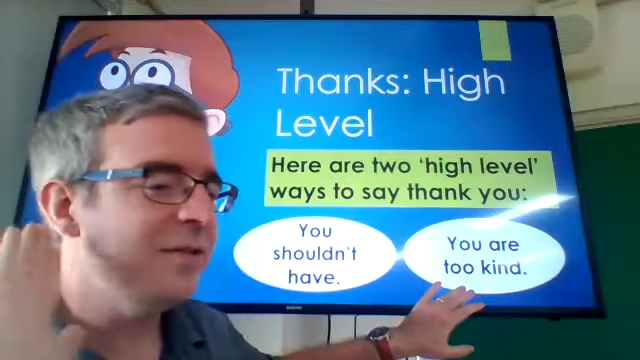 Thanks: High
Level
Here are two ‘high level’
ways to say thank you:
You
shouldn't
have.
You are
too kind.
SAMSUNG